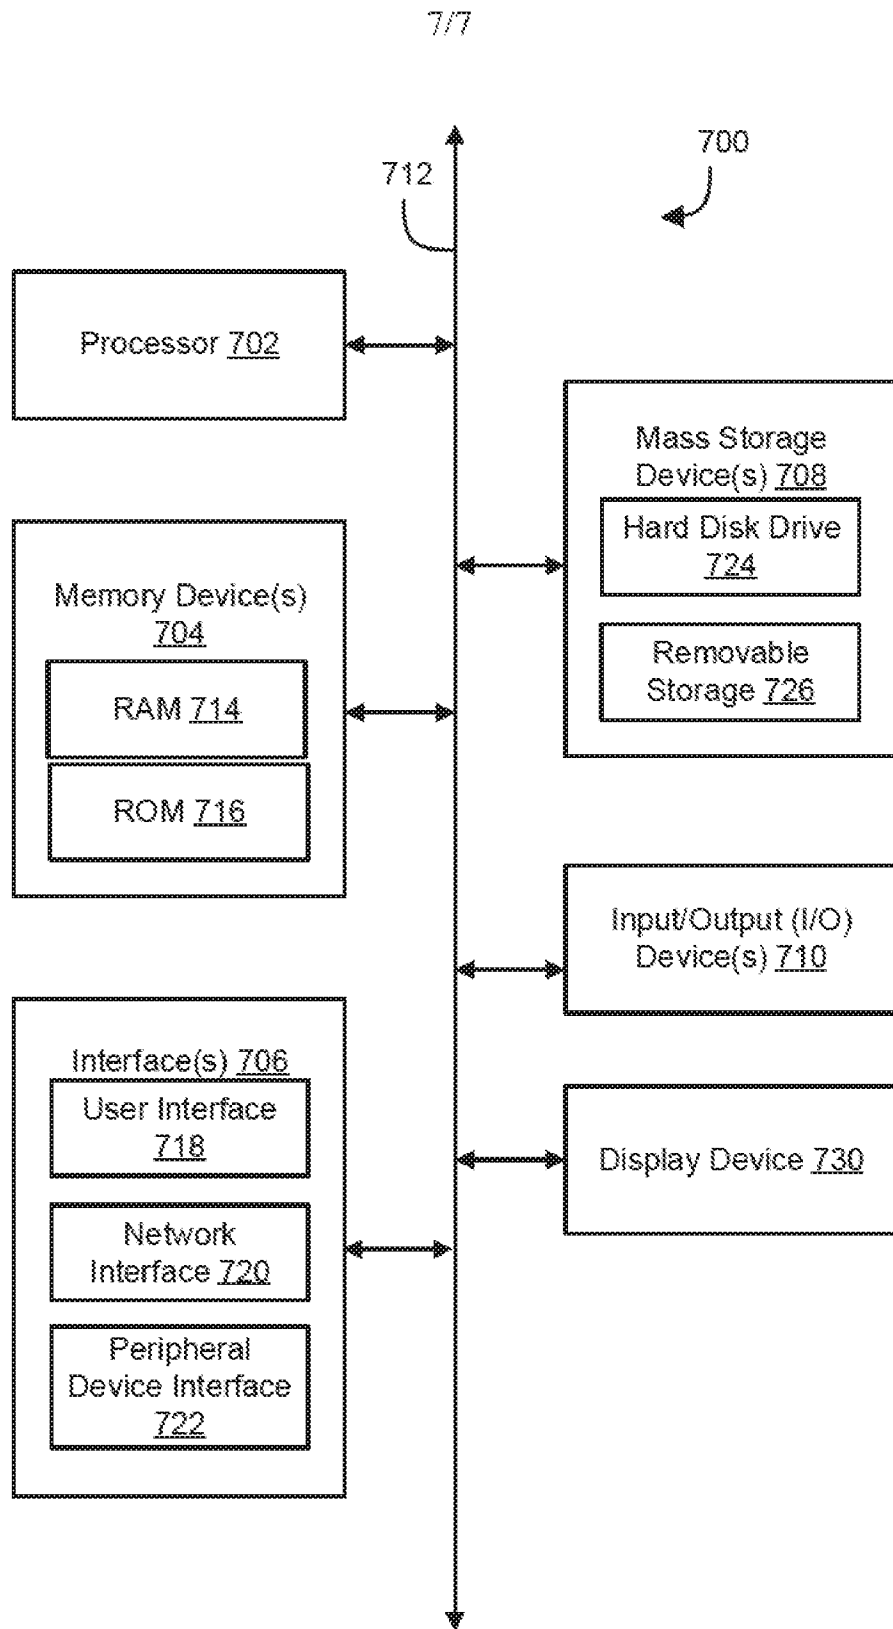 7/7
700
712
Processor 702
Mass Storage
Device(s) 708
Hard Disk Drive
724
Removable
Storage 726
Memory Device(s)
704
RAM 714
ROM 716
Input/Output (I/O)
Device(s) 710
Interface(s) 706
User Interface
718
Network
Interface 720
Peripheral
Device Interface
722
Display Device 730